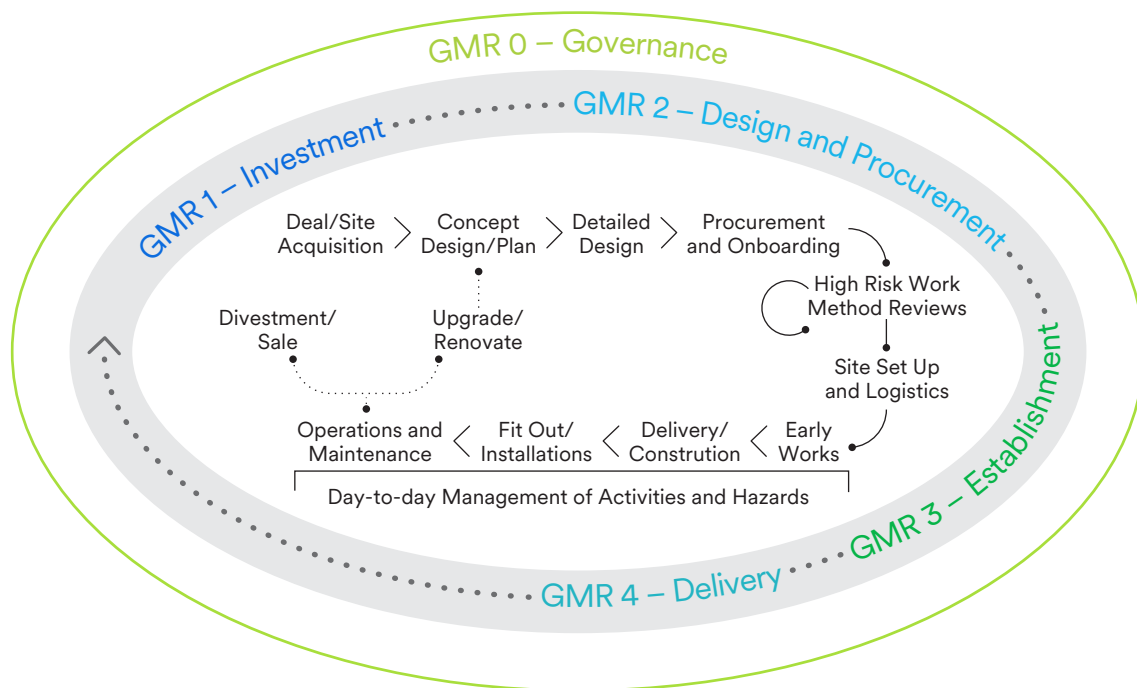 GMR 0 – Governance
GMR 1 – Investment
GMR 2 – Design and Procurement
Deal/Site
Acquisition
Concept
Design/Plan
Detailed
Design
Procurement
and Onboarding
High Risk Work
Method Reviews
Divestment/
Sale
Upgrade/
Renovate
Site Set Up
and Logistics
Operations and
Maintenance
Fit Out/
Installations
Delivery/
Constrution
Early
Works
Day-to-day Management of Activities and Hazards
GMR 3 – Establishment
GMR 4 – Delivery